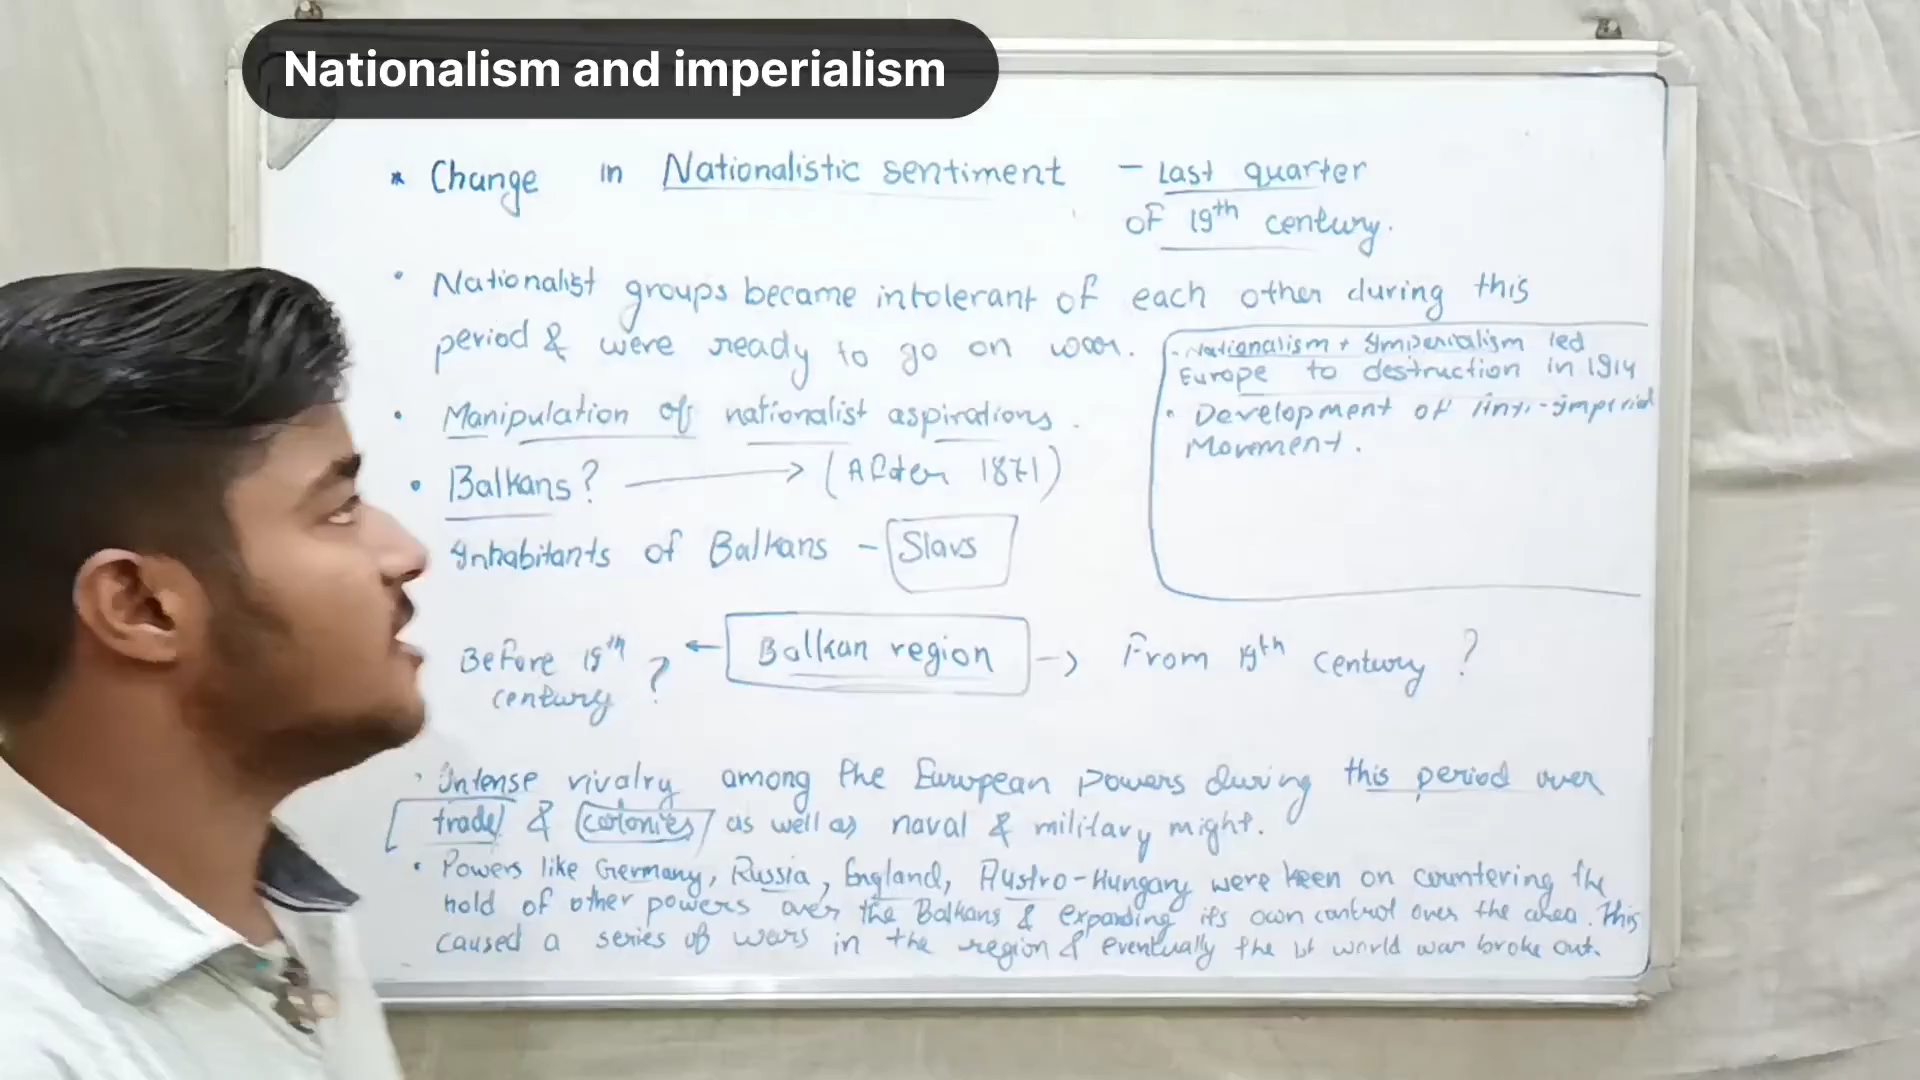 Nationalism and imperialism
* Change in Nationalistic sentiment - Last quarter
of 19th century.
• Nationalist groups became intolerant of each other during this
period & were ready to go on war.
• Nationalism + Imperialism led
Europe to destruction in 1914
• Development of Anti-imperial
Movement.
• Manipulation of nationalist aspirations.
• Balkans? → (After 1871)
Inhabitants of Balkans - Slavs
Before 19th century ? ← Balkan region → From 19th century ?
• Intense rivalry among the European powers during this period over
trade & colonies as well as naval & military might.
• Powers like Germany, Russia, England, Austro-Hungary were keen on countering the
hold of other powers over the Balkans & expanding its own control over the area. This
caused a series of wars in the region & eventually the 1st world war broke out.